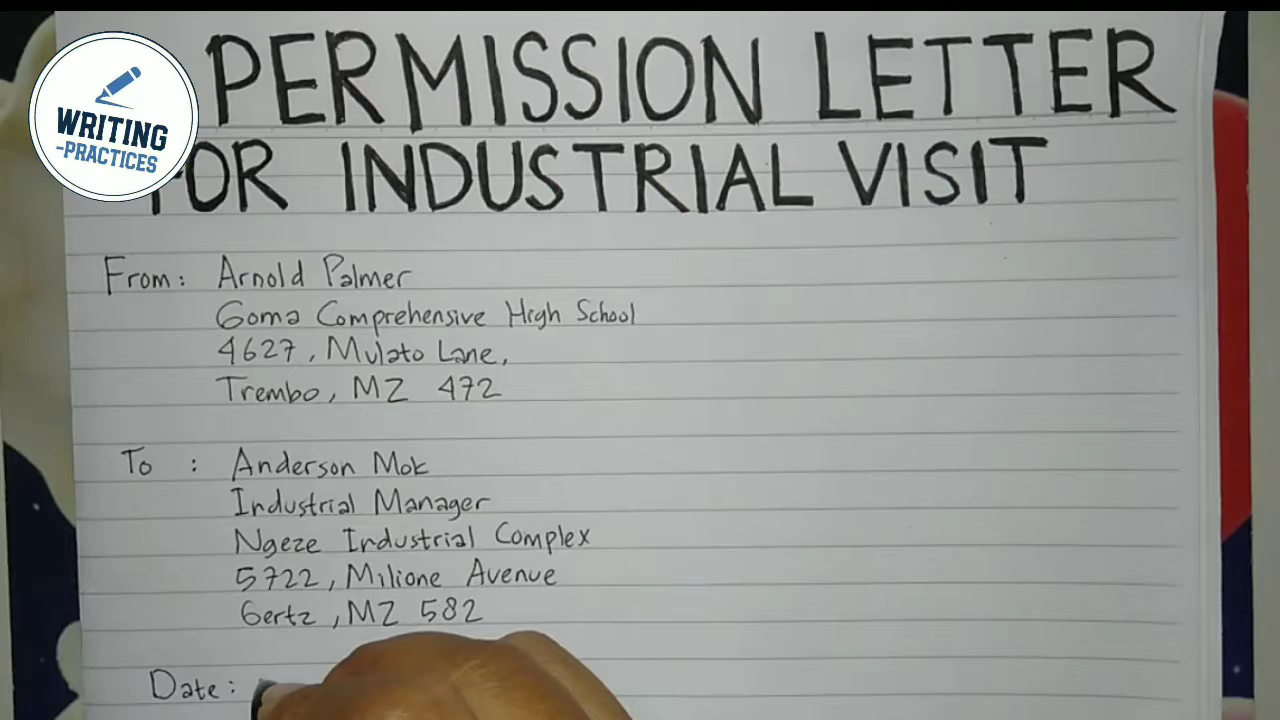 WRITING
-PRACTICES
PERMISSION LETTER
FOR INDUSTRIAL VISIT
From: Arnold Palmer
Goma Comprehensive High School
4627, Mulato Lane,
Trembo, MZ 472
To : Anderson Mok
Industrial Manager
Ngeze Industrial Complex
5722, Milione Avenue
Gertz, MZ 582
Date: